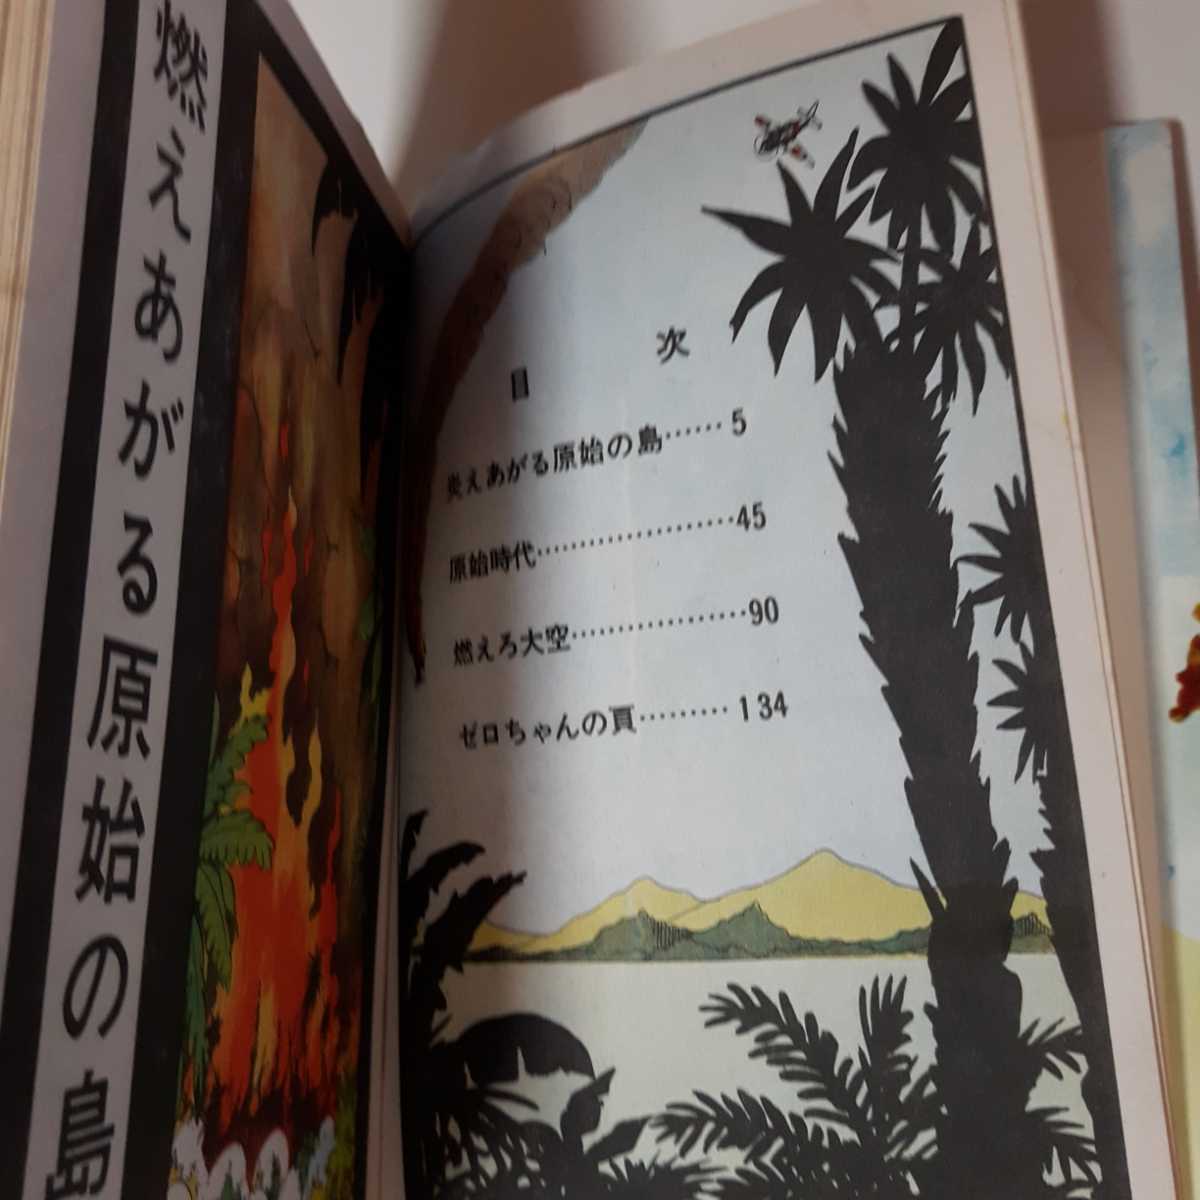 燃えあがる原始の島
目 次
炎えあがる原始の島……5
原始時代…………………45
燃えろ大空………………90
ゼロちゃんの頁………134